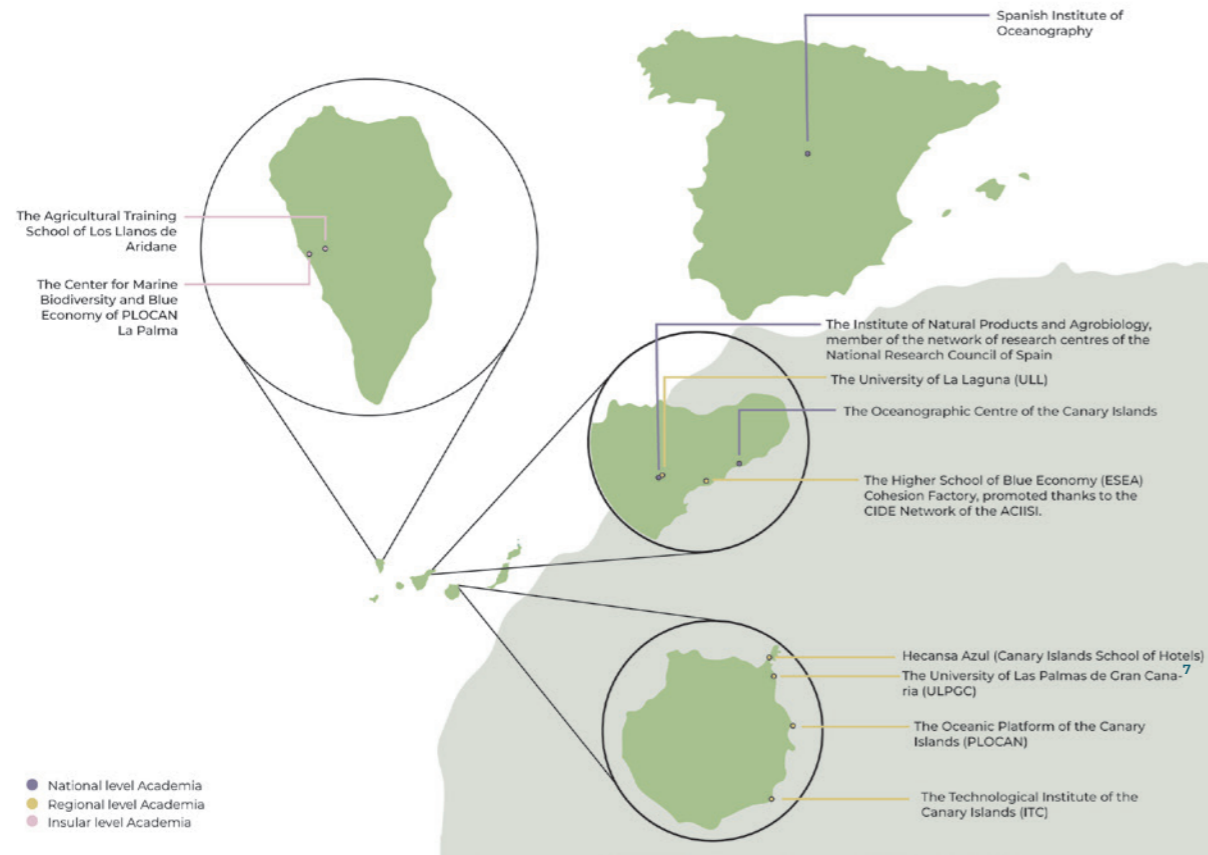 Spanish Institute of
Oceanography
The Agricultural Training
School of Los Llanos de
Aridane
The Center for Marine
Biodiversity and Blue
Economy of PLOCAN
La Palma
The Institute of Natural Products and Agrobiology,
member of the network of research centres of the
National Research Council of Spain
The University of La Laguna (ULL)
The Oceanographic Centre of the Canary Islands
The Higher School of Blue Economy (ESEA)
Cohesion Factory, promoted thanks to the
CIDE Network of the ACIISI.
Hecansa Azul (Canary Islands School of Hotels)
The University of Las Palmas de Gran Cana-7
ria (ULPGC)
The Oceanic Platform of the Canary
Islands (PLOCAN)
The Technological Institute of the
Canary Islands (ITC)
National level Academia
Regional level Academia
Insular level Academia